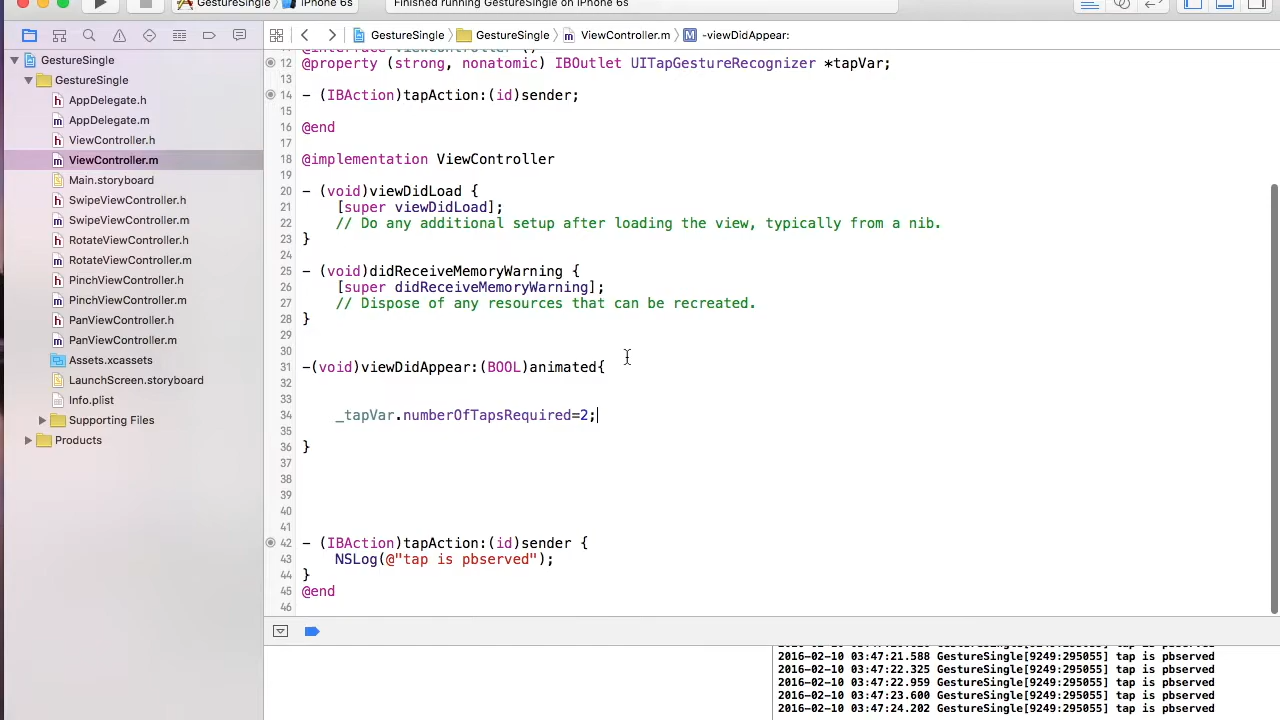 GestureSingle iPhone 6s Finished running GestureSingle on iPhone 6s
GestureSingle GestureSingle ViewController.m -viewDidAppear:
GestureSingle
GestureSingle
AppDelegate.h
AppDelegate.m
ViewController.h
ViewController.m
Main.storyboard
SwipeViewController.h
SwipeViewController.m
RotateViewController.h
RotateViewController.m
PinchViewController.h
PinchViewController.m
PanViewController.h
PanViewController.m
Assets.xcassets
LaunchScreen.storyboard
Info.plist
Supporting Files
Products
@interface ViewController ()
12 @property (strong, nonatomic) IBOutlet UITapGestureRecognizer *tapVar;
13
14 - (IBAction)tapAction:(id)sender;
15
16 @end
17
18 @implementation ViewController
19
20 - (void)viewDidLoad {
21 [super viewDidLoad];
22 // Do any additional setup after loading the view, typically from a nib.
23 }
24
25 - (void)didReceiveMemoryWarning {
26 [super didReceiveMemoryWarning];
27 // Dispose of any resources that can be recreated.
28 }
29
30
31 -(void)viewDidAppear:(BOOL)animated{
32
33
34 _tapVar.numberOfTapsRequired=2;
35
36 }
37
38
39
40
41
42 - (IBAction)tapAction:(id)sender {
43 NSLog(@"tap is pbserved");
44 }
45 @end
46
2016-02-10 03:47:21.588 GestureSingle[9249:295055] tap is pbserved
2016-02-10 03:47:22.325 GestureSingle[9249:295055] tap is pbserved
2016-02-10 03:47:22.959 GestureSingle[9249:295055] tap is pbserved
2016-02-10 03:47:23.600 GestureSingle[9249:295055] tap is pbserved
2016-02-10 03:47:24.202 GestureSingle[9249:295055] tap is pbserved